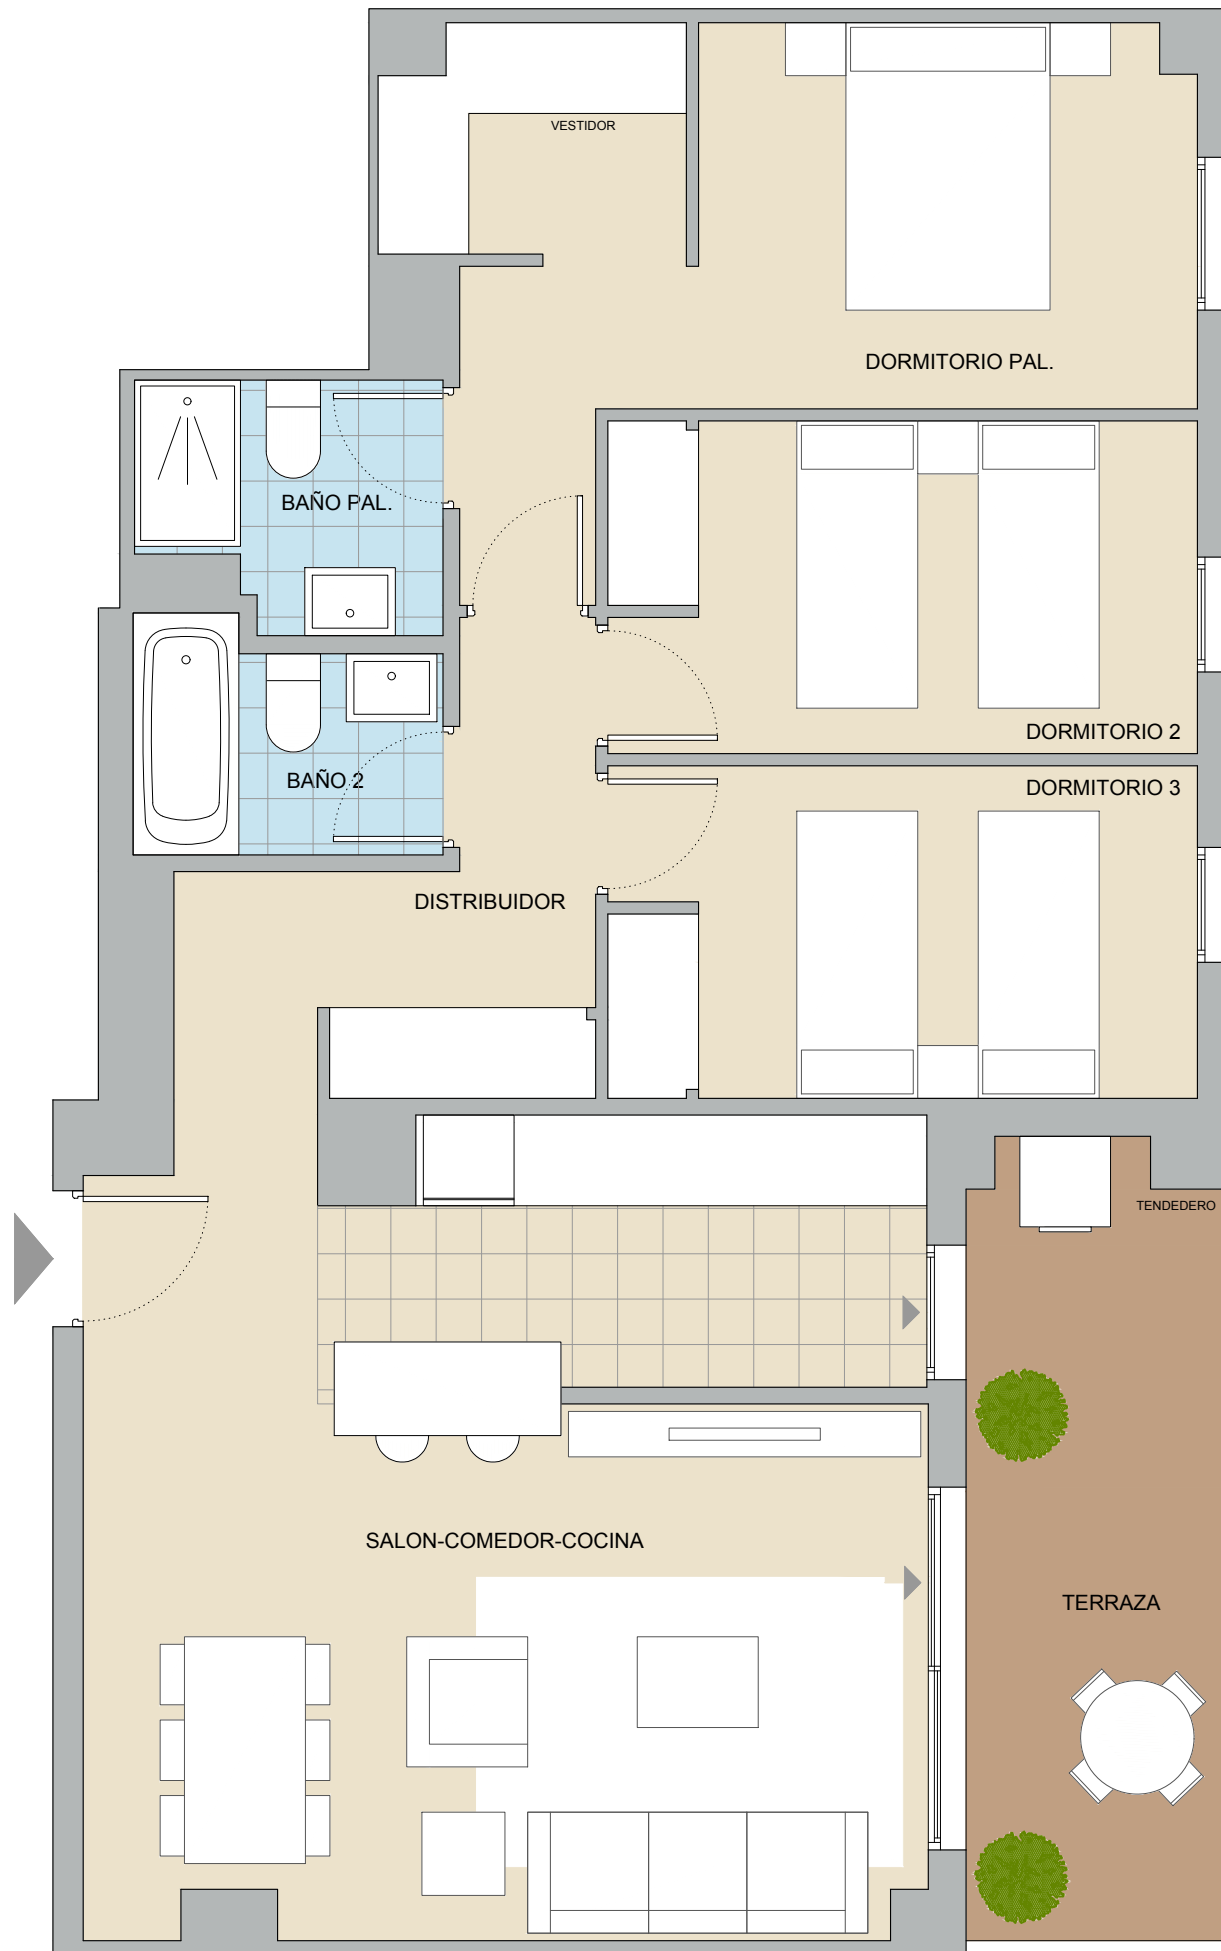 VESTIDOR
DORMITORIO PAL.
BAÑO PAL.
DORMITORIO 2
BAÑO 2
DORMITORIO 3
DISTRIBUIDOR
TENDEDERO
SALON-COMEDOR-COCINA
TERRAZA